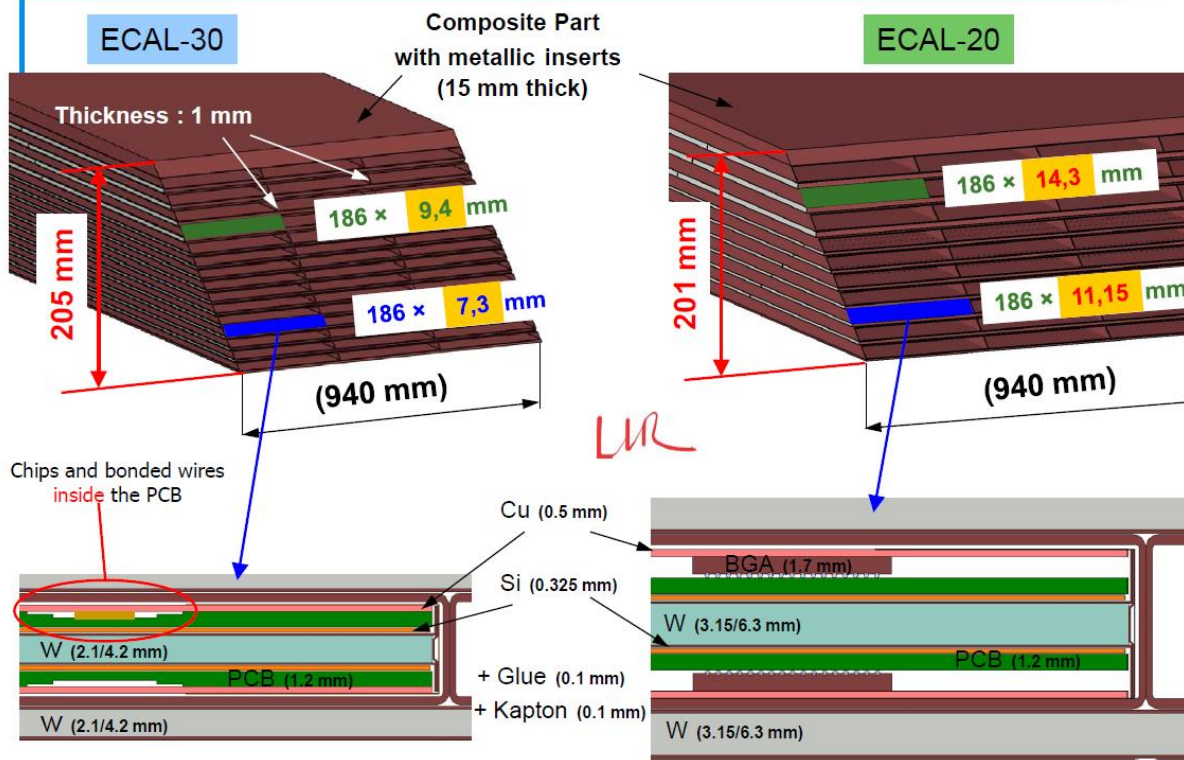 ECAL-30
Composite Part
with metallic inserts
(15 mm thick)
ECAL-20
Thickness : 1 mm
186 × 9,4 mm
205 mm
186 × 7,3 mm
(940 mm)
186 × 14,3 mm
201 mm
186 × 11,15 mm
(940 mm)
LLR
Chips and bonded wires
inside the PCB
Cu (0.5 mm)
Si (0.325 mm)
W (2.1/4.2 mm)
PCB (1.2 mm)
+ Glue (0.1 mm)
+ Kapton (0.1 mm)
W (2.1/4.2 mm)
BGA (1.7 mm)
W (3.15/6.3 mm)
PCB (1.2 mm)
W (3.15/6.3 mm)